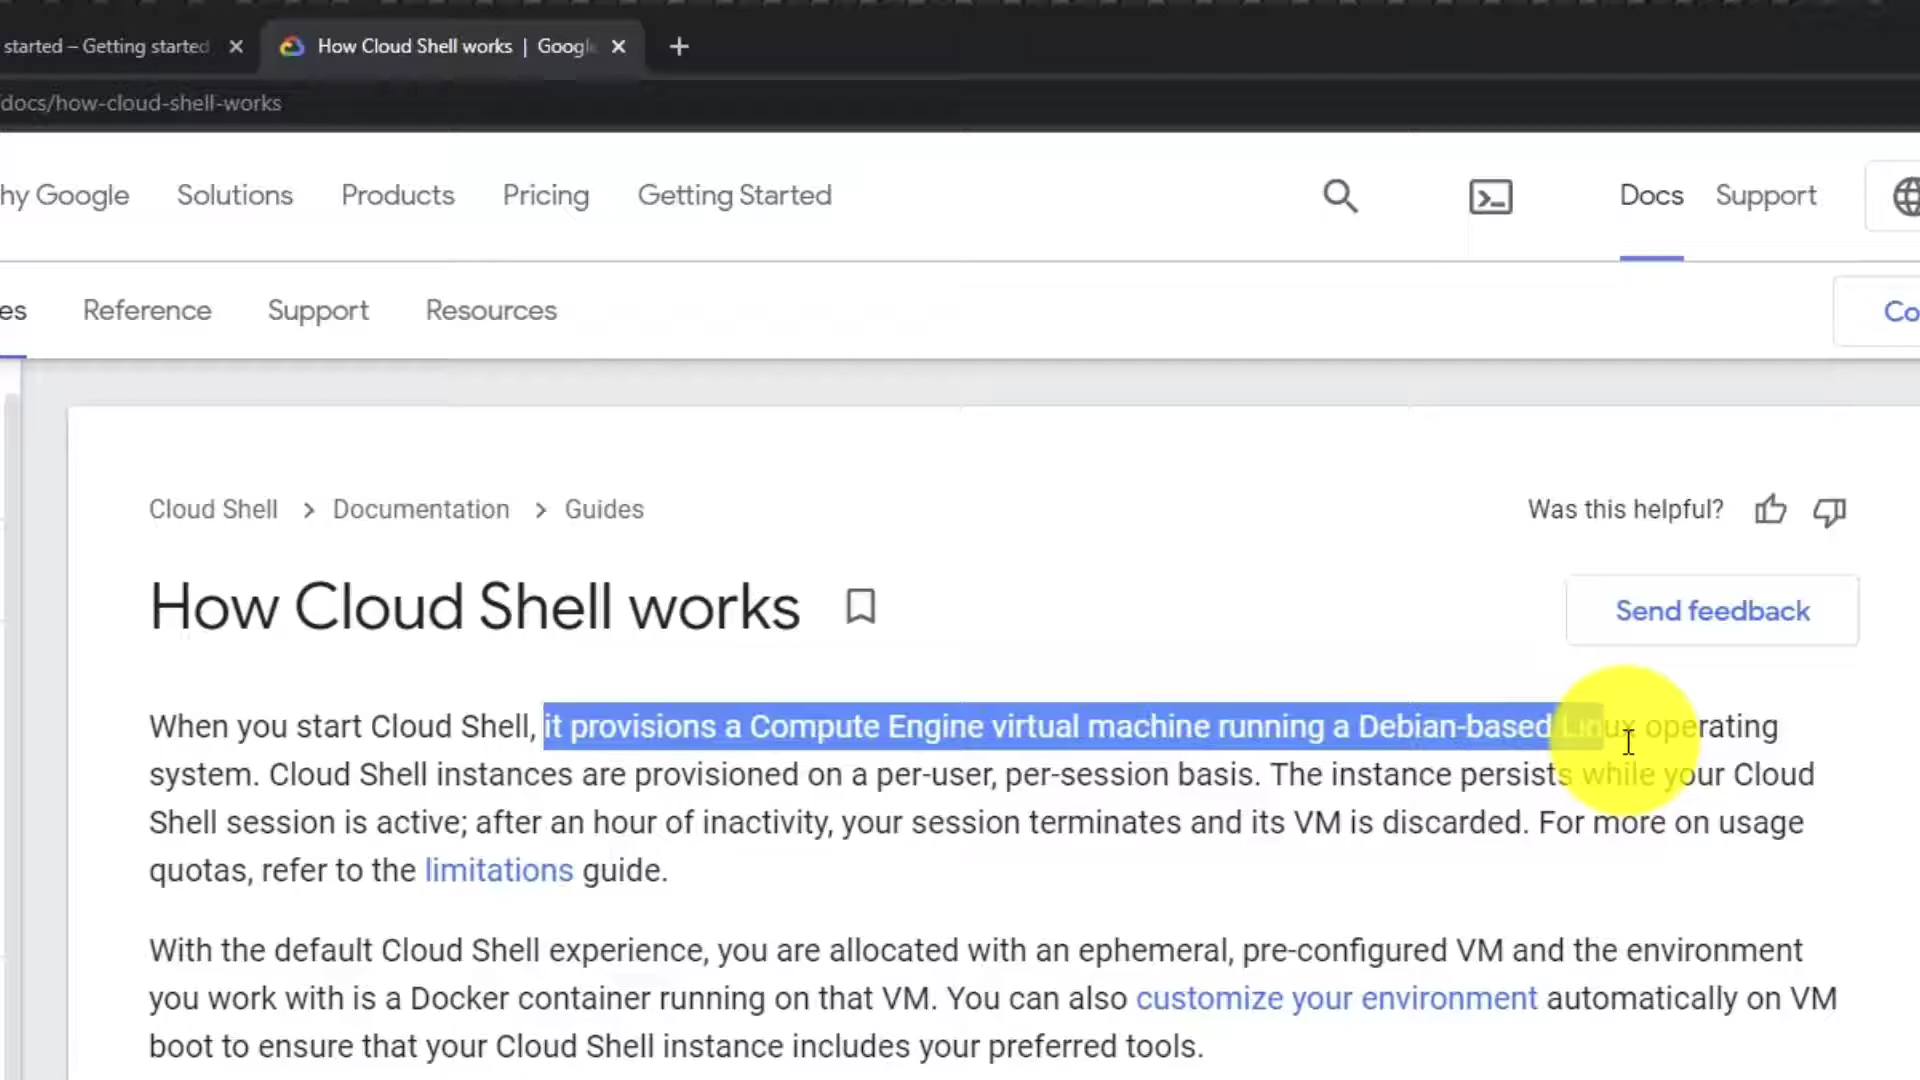 started – Getting started
How Cloud Shell works | Googl
docs/how-cloud-shell-works
hy Google Solutions Products Pricing Getting Started Docs Support
es Reference Support Resources Co
Cloud Shell > Documentation > Guides Was this helpful?
How Cloud Shell works
Send feedback
When you start Cloud Shell, it provisions a Compute Engine virtual machine running a Debian-based Linux operating
system. Cloud Shell instances are provisioned on a per-user, per-session basis. The instance persists while your Cloud
Shell session is active; after an hour of inactivity, your session terminates and its VM is discarded. For more on usage
quotas, refer to the limitations guide.
With the default Cloud Shell experience, you are allocated with an ephemeral, pre-configured VM and the environment
you work with is a Docker container running on that VM. You can also customize your environment automatically on VM
boot to ensure that your Cloud Shell instance includes your preferred tools.